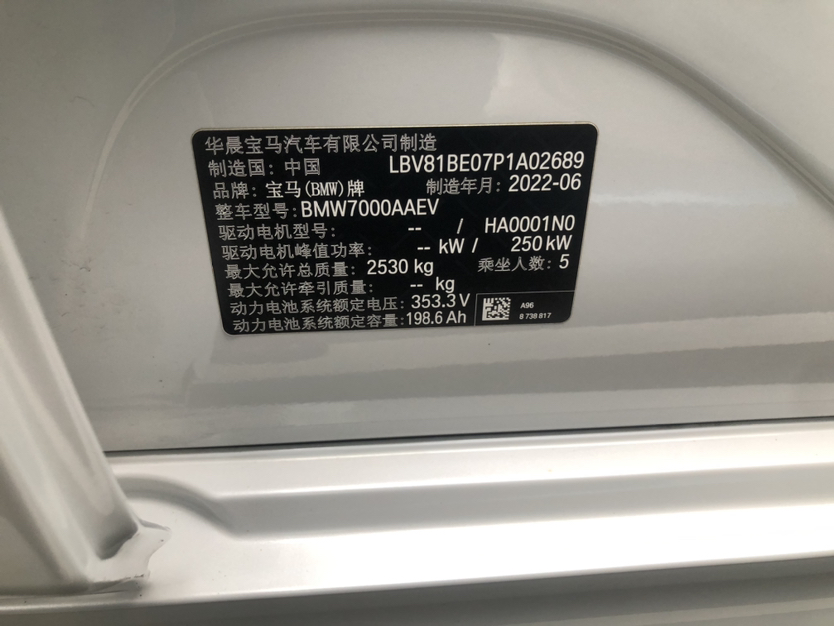 华晨宝马汽车有限公司制造
制造国: 中国 LBV81BE07P1A02689
品牌: 宝马(BMW)牌 制造年月: 2022-06
整车型号: BMW7000AAEV
驱动电机型号: -- / HA0001N0
驱动电机峰值功率: -- kW / 250 kW
最大允许总质量: 2530 kg 乘坐人数: 5
最大允许牵引质量: -- kg
动力电池系统额定电压: 353.3 V A96
动力电池系统额定容量: 198.6 Ah 8 738 817